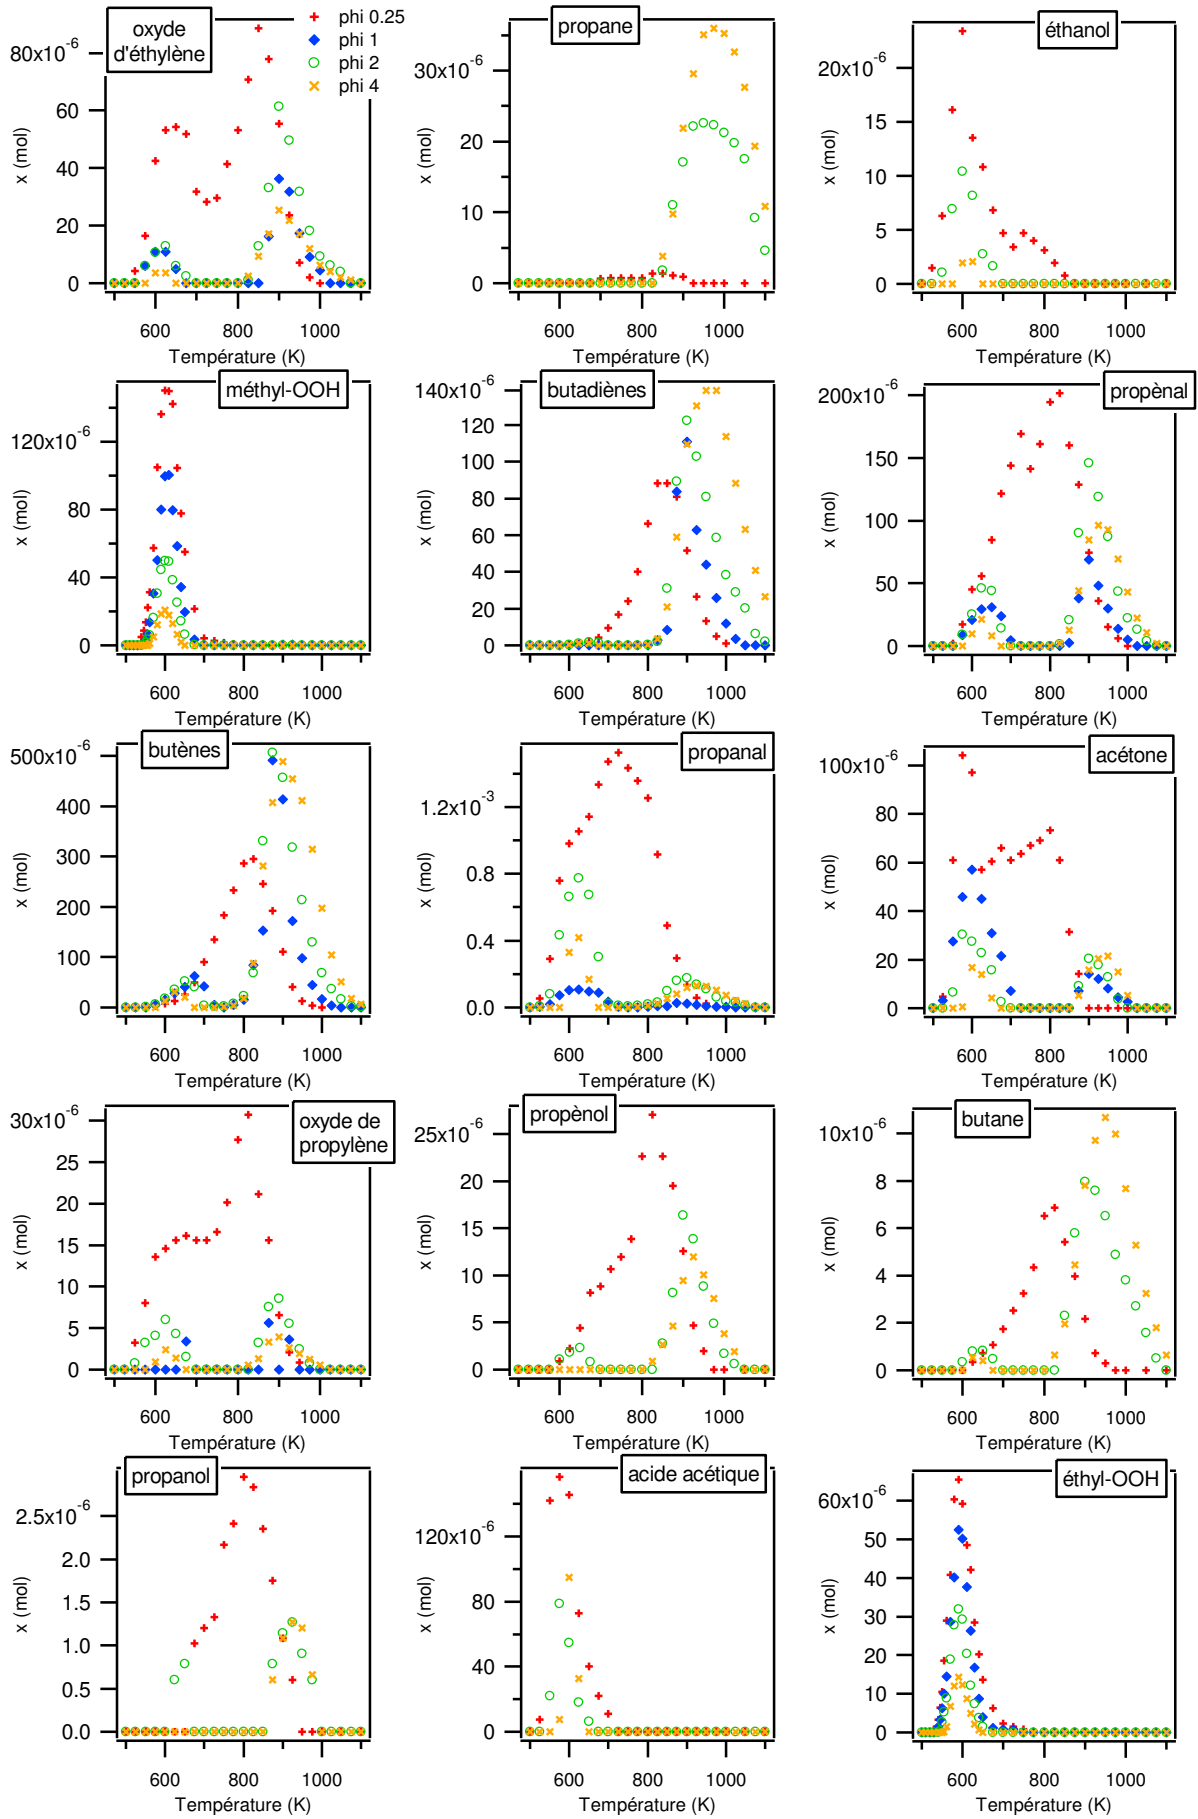 oxyde
d'éthylène
phi 0.25
phi 1
phi 2
phi 4
80x10-6
60
40
20
0
x (mol)
600 800 1000
Température (K)
propane
30x10-6
20
10
0
x (mol)
600 800 1000
Température (K)
éthanol
20x10-6
15
10
5
0
x (mol)
600 800 1000
Température (K)
méthyl-OOH
120x10-6
80
40
0
x (mol)
600 800 1000
Température (K)
butadiènes
140x10-6
120
100
80
60
40
20
0
x (mol)
600 800 1000
Température (K)
propènal
200x10-6
150
100
50
0
x (mol)
600 800 1000
Température (K)
butènes
500x10-6
400
300
200
100
0
x (mol)
600 800 1000
Température (K)
propanal
1.2x10-3
0.8
0.4
0.0
x (mol)
600 800 1000
Température (K)
acétone
100x10-6
80
60
40
20
0
x (mol)
600 800 1000
Température (K)
oxyde de
propylène
30x10-6
25
20
15
10
5
0
x (mol)
600 800 1000
Température (K)
propènol
25x10-6
20
15
10
5
0
x (mol)
600 800 1000
Température (K)
butane
10x10-6
8
6
4
2
0
x (mol)
600 800 1000
Température (K)
propanol
2.5x10-6
2.0
1.5
1.0
0.5
0.0
x (mol)
600 800 1000
Température (K)
acide acétique
120x10-6
80
40
0
x (mol)
600 800 1000
Température (K)
éthyl-OOH
60x10-6
50
40
30
20
10
0
x (mol)
600 800 1000
Température (K)